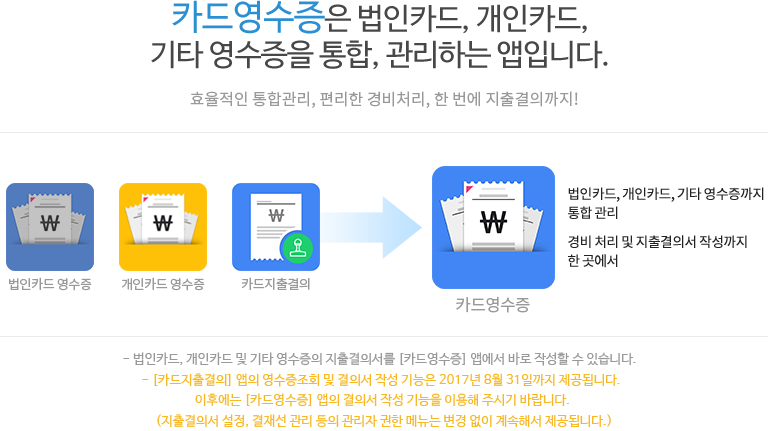 카드영수증은 법인카드, 개인카드,
기타 영수증을 통합, 관리하는 앱입니다.
효율적인 통합관리, 편리한 경비처리, 한 번에 지출결의까지!
₩
₩
₩
₩
법인카드 영수증
개인카드 영수증
카드지출결의
카드영수증
법인카드, 개인카드, 기타 영수증까지
통합 관리
경비 처리 및 지출결의서 작성까지
한 곳에서
- 법인카드, 개인카드 및 기타 영수증의 지출결의서를 [카드영수증] 앱에서 바로 작성할 수 있습니다.
- [카드지출결의] 앱의 영수증조회 및 결의서 작성 기능은 2017년 8월 31일까지 제공됩니다.
이후에는 [카드영수증] 앱의 결의서 작성 기능을 이용해 주시기 바랍니다.
(지출결의서 설정, 결재선 관리 등의 관리자 권한 메뉴는 변경 없이 계속해서 제공됩니다.)